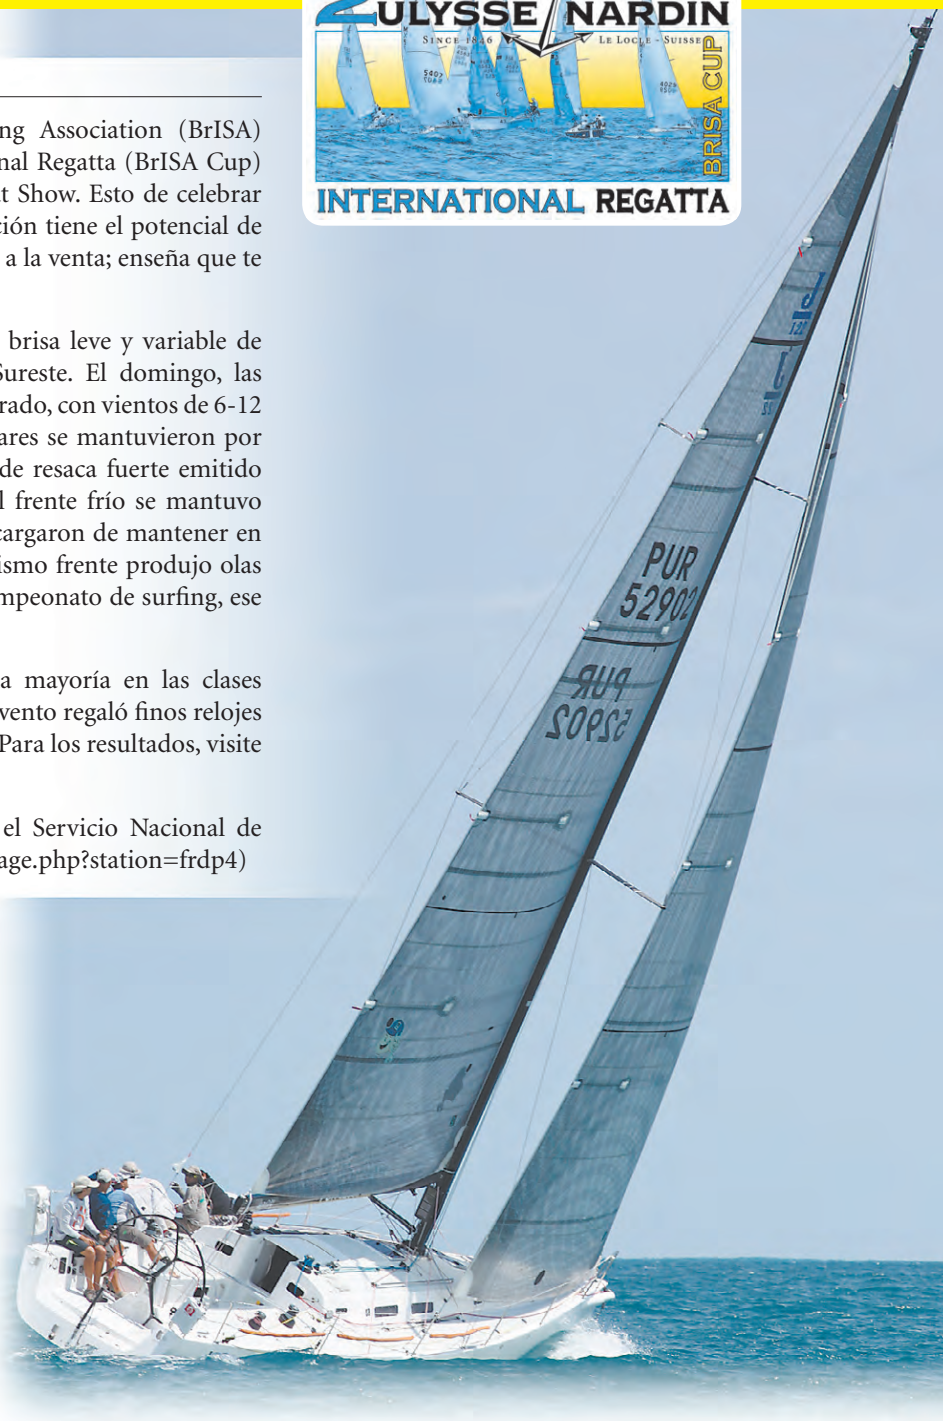 2 ULYSSE NARDIN
SINCE 1846 LE LOCLE - SUISSE
BRISA CUP
INTERNATIONAL REGATTA
ng Association (BrISA)
nal Regatta (BrISA Cup)
at Show. Esto de celebrar
ción tiene el potencial de
a la venta; enseña que te
brisa leve y variable de
Sureste. El domingo, las
rado, con vientos de 6-12
ares se mantuvieron por
de resaca fuerte emitido
l frente frío se mantuvo
cargaron de mantener en
ismo frente produjo olas
mpeonato de surfing, ese
a mayoría en las clases
vento regaló finos relojes
Para los resultados, visite
el Servicio Nacional de
age.php?station=frdp4)
J
122
PUR
52902
PUR
52902